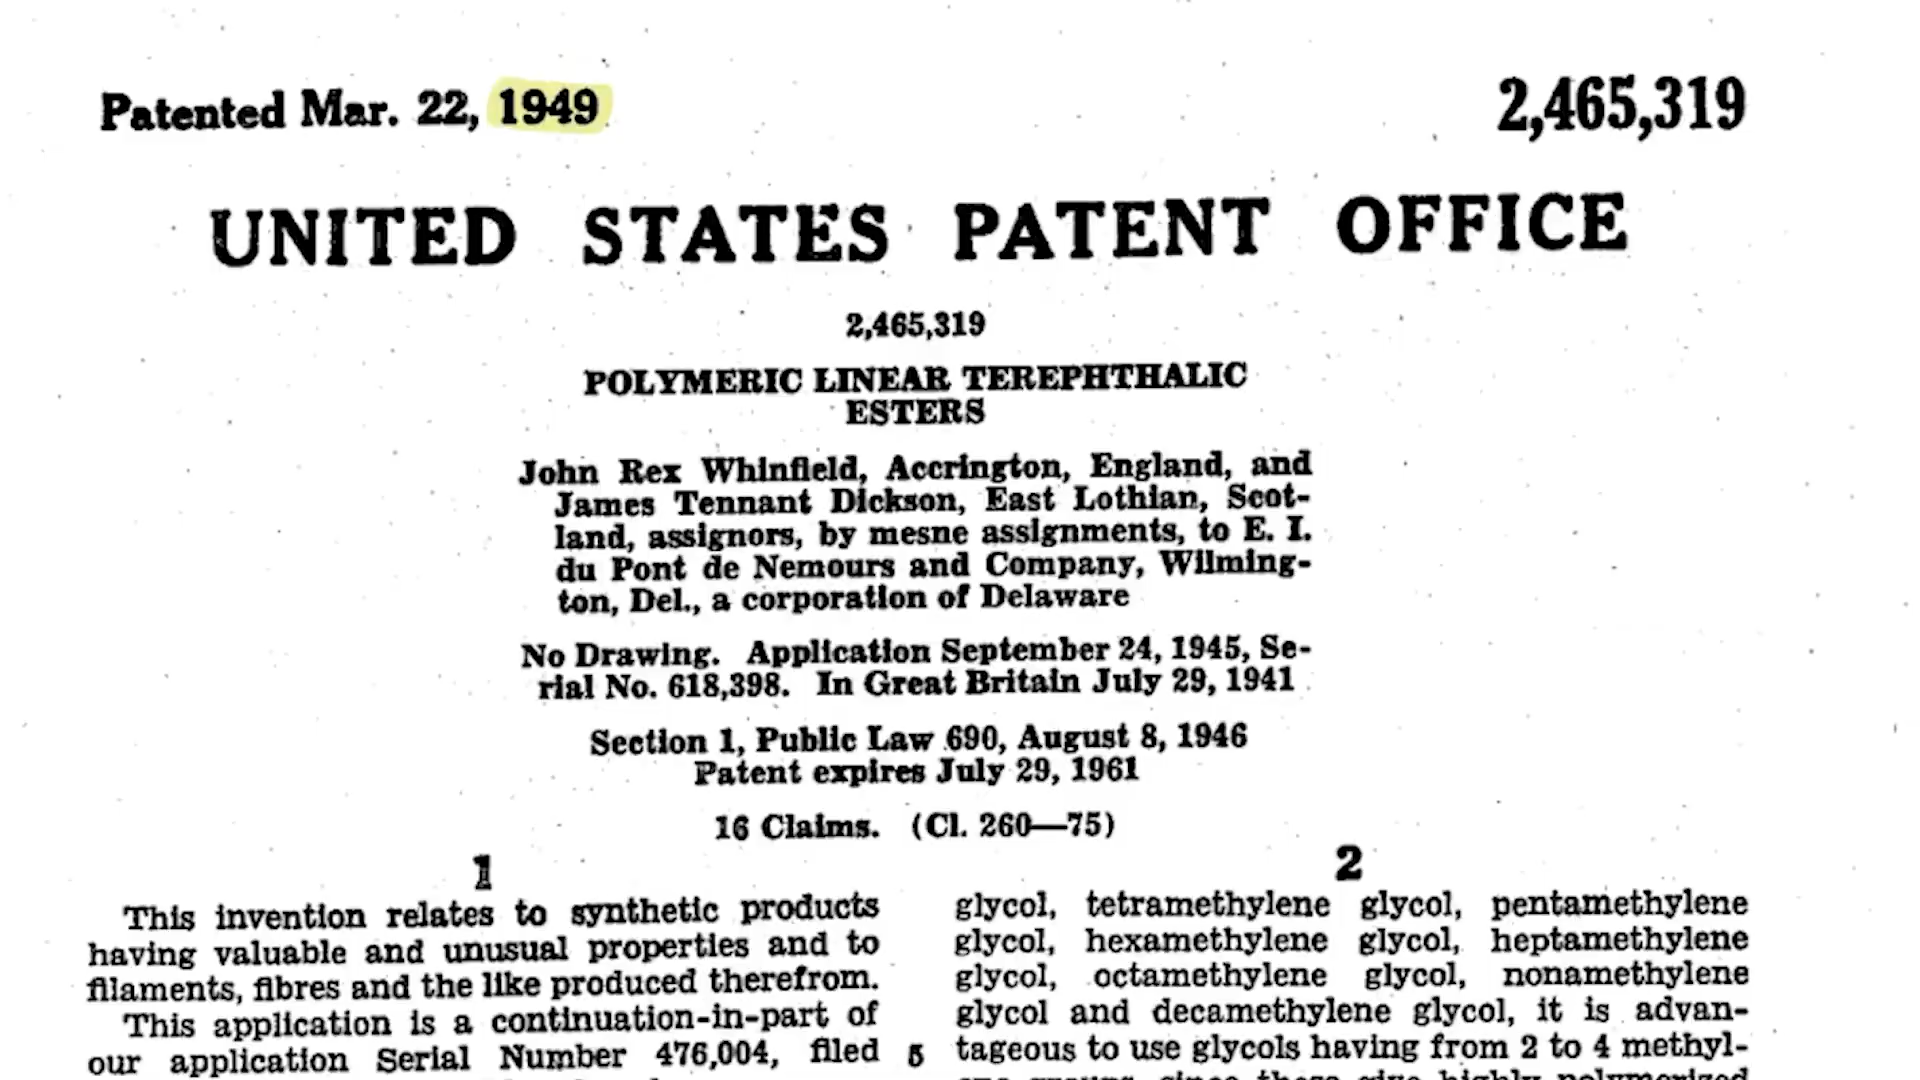 Patented Mar. 22, 1949
2,465,319
UNITED STATES PATENT OFFICE
2,465,319
POLYMERIC LINEAR TEREPHTHALIC
ESTERS
John Rex Whinfield, Accrington, England, and
James Tennant Dickson, East Lothian, Scot-
land, assignors, by mesne assignments, to E. I.
du Pont de Nemours and Company, Wilming-
ton, Del., a corporation of Delaware
No Drawing. Application September 24, 1945, Se-
rial No. 618,398. In Great Britain July 29, 1941
Section 1, Public Law 690, August 8, 1946
Patent expires July 29, 1961
16 Claims. (Cl. 260—75)
1
This invention relates to synthetic products
having valuable and unusual properties and to
filaments, fibres and the like produced therefrom.
This application is a continuation-in-part of
our application Serial Number 476,004, filed
5
2
glycol, tetramethylene glycol, pentamethylene
glycol, hexamethylene glycol, heptamethylene
glycol, octamethylene glycol, nonamethylene
glycol and decamethylene glycol, it is advan-
tageous to use glycols having from 2 to 4 methyl-
ene groups, since these give highly polymerized